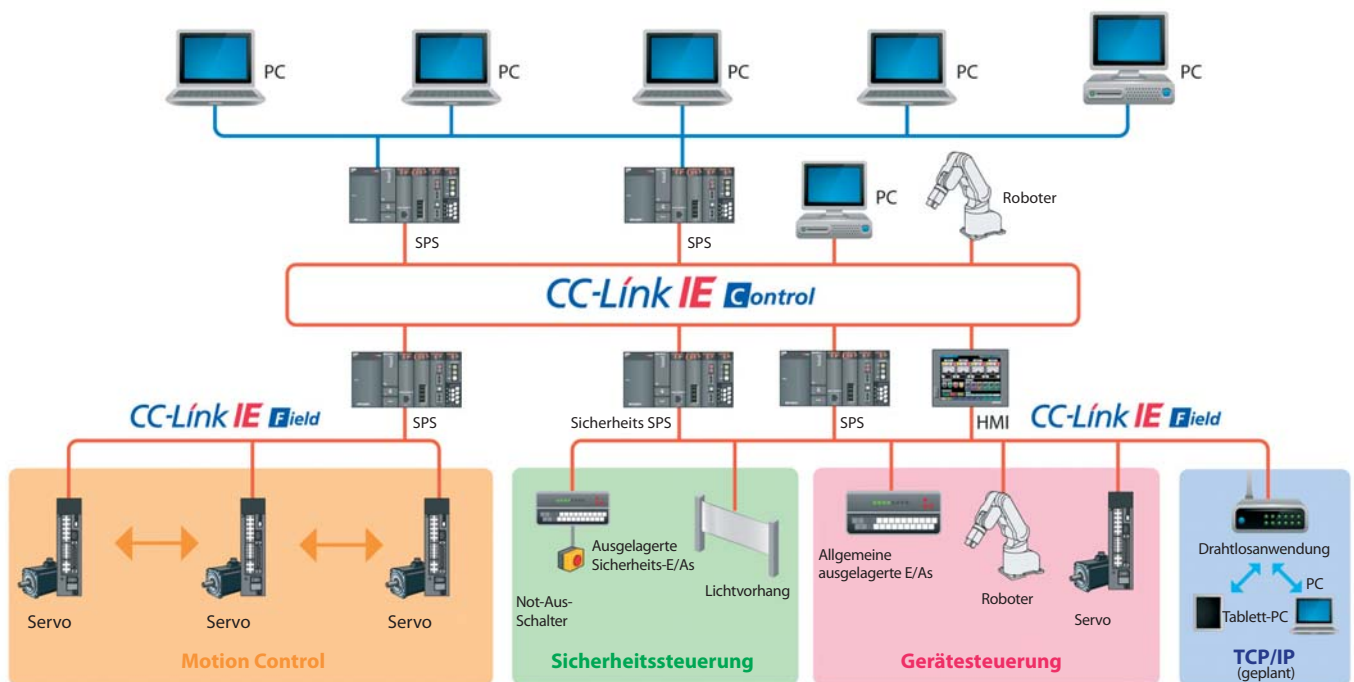 PC
PC
PC
PC
PC
PC
Roboter
SPS
SPS
CC-Link IE Control
CC-Link IE Field
SPS
Sicherheits SPS
SPS
HMI
CC-Link IE Field
Servo
Servo
Servo
Motion Control
Ausgelagerte
Sicherheits-E/As
Not-Aus-
Schalter
Lichtvorhang
Sicherheitssteuerung
Allgemeine
ausgelagerte E/As
Roboter
Servo
Gerätesteuerung
Drahtlosanwendung
PC
Tablett-PC
TCP/IP
(geplant)